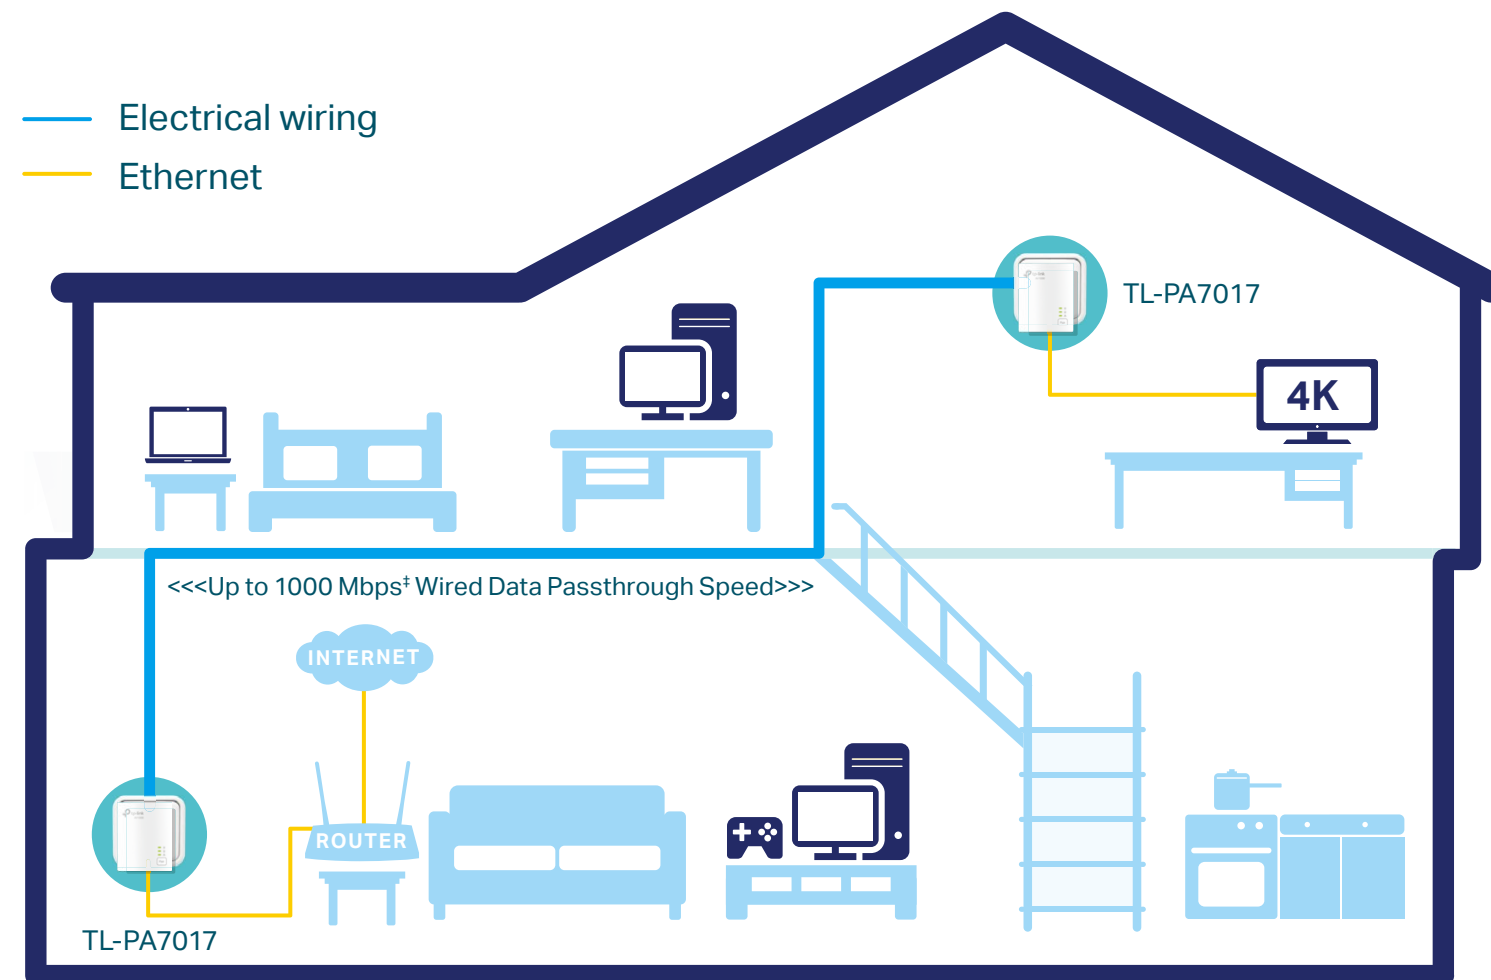 Electrical wiring
Ethernet
TL-PA7017
4K
<<<Up to 1000 Mbps‡ Wired Data Passthrough Speed>>>
INTERNET
ROUTER
TL-PA7017